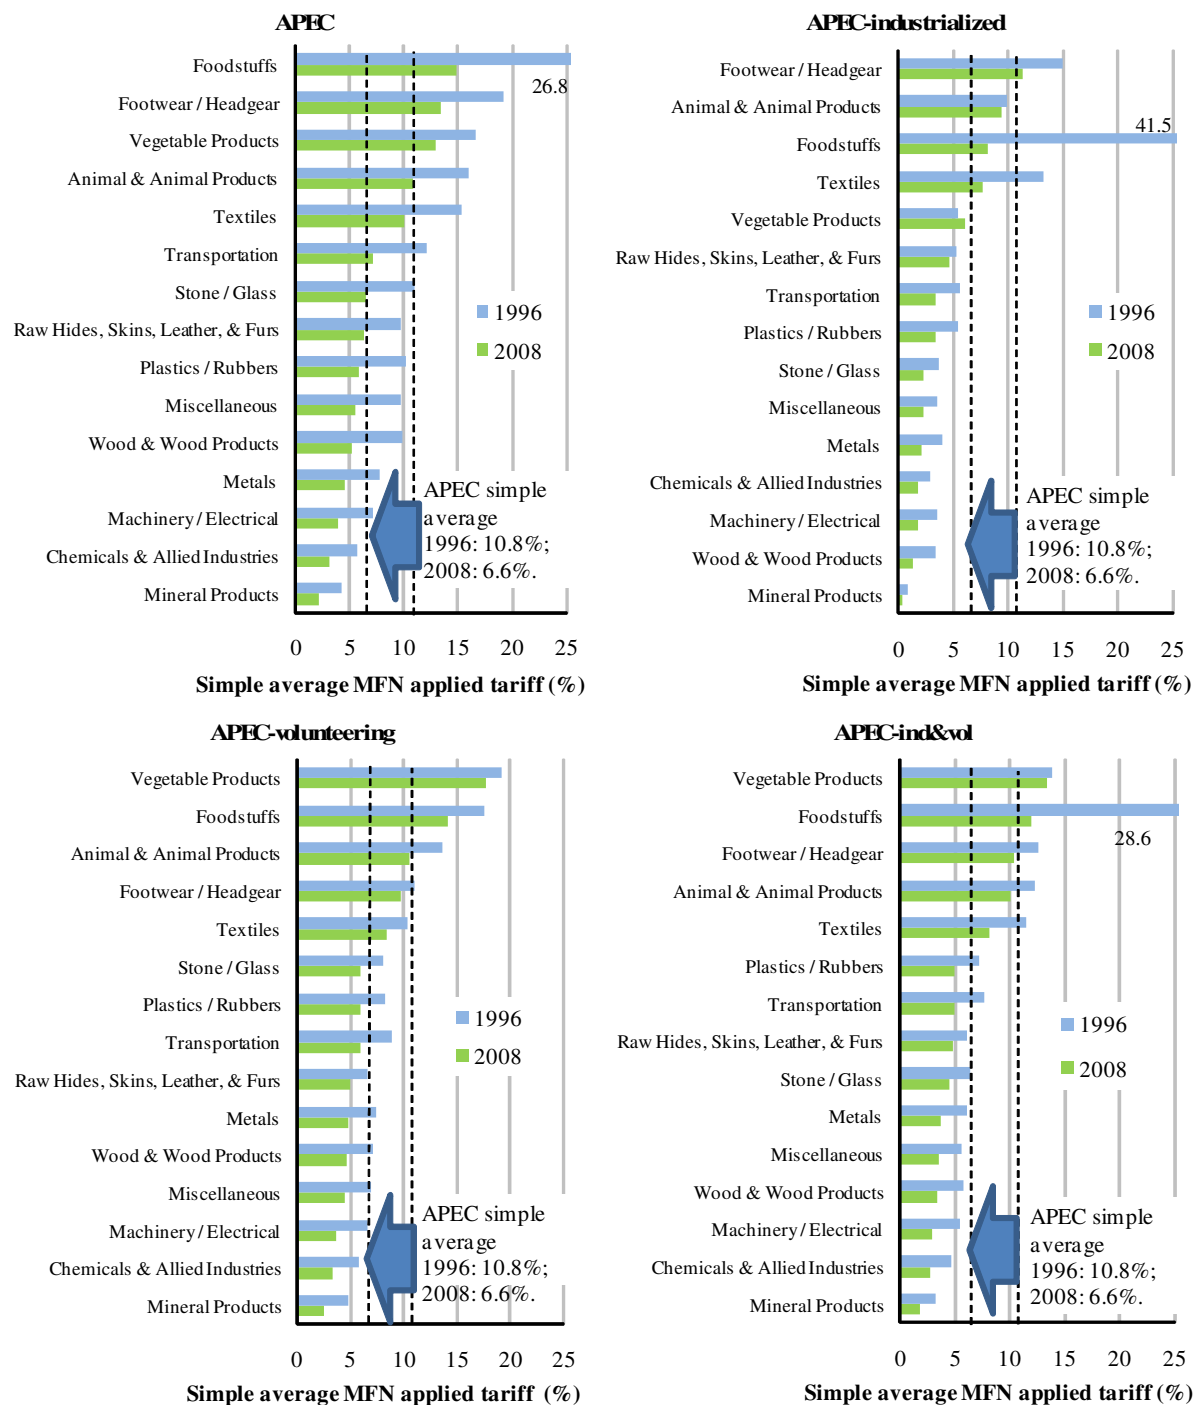 APEC
Foodstuffs
26.8
Footwear / Headgear
Vegetable Products
Animal & Animal Products
Textiles
Transportation
Stone / Glass
Raw Hides, Skins, Leather, & Furs
Plastics / Rubbers
Miscellaneous
Wood & Wood Products
Metals
Machinery / Electrical
Chemicals & Allied Industries
Mineral Products
1996
2008
APEC simple
average
1996: 10.8%;
2008: 6.6%.
0 5 10 15 20 25
Simple average MFN applied tariff (%)
APEC-industrialized
Footwear / Headgear
Animal & Animal Products
41.5
Foodstuffs
Textiles
Vegetable Products
Raw Hides, Skins, Leather, & Furs
Transportation
Plastics / Rubbers
Stone / Glass
Miscellaneous
Metals
Chemicals & Allied Industries
Machinery / Electrical
Wood & Wood Products
Mineral Products
1996
2008
APEC simple
average
1996: 10.8%;
2008: 6.6%.
0 5 10 15 20 25
Simple average MFN applied tariff (%)
APEC-volunteering
Vegetable Products
Foodstuffs
Animal & Animal Products
Footwear / Headgear
Textiles
Stone / Glass
Plastics / Rubbers
Transportation
Raw Hides, Skins, Leather, & Furs
Metals
Wood & Wood Products
Miscellaneous
Machinery / Electrical
Chemicals & Allied Industries
Mineral Products
1996
2008
APEC simple
average
1996: 10.8%;
2008: 6.6%.
0 5 10 15 20 25
Simple average MFN applied tariff (%)
APEC-ind&vol
Vegetable Products
Foodstuffs
28.6
Footwear / Headgear
Animal & Animal Products
Textiles
Plastics / Rubbers
Transportation
Raw Hides, Skins, Leather, & Furs
Stone / Glass
Metals
Miscellaneous
Wood & Wood Products
Machinery / Electrical
Chemicals & Allied Industries
Mineral Products
1996
2008
APEC simple
average
1996: 10.8%;
2008: 6.6%.
0 5 10 15 20 25
Simple average MFN applied tariff (%)